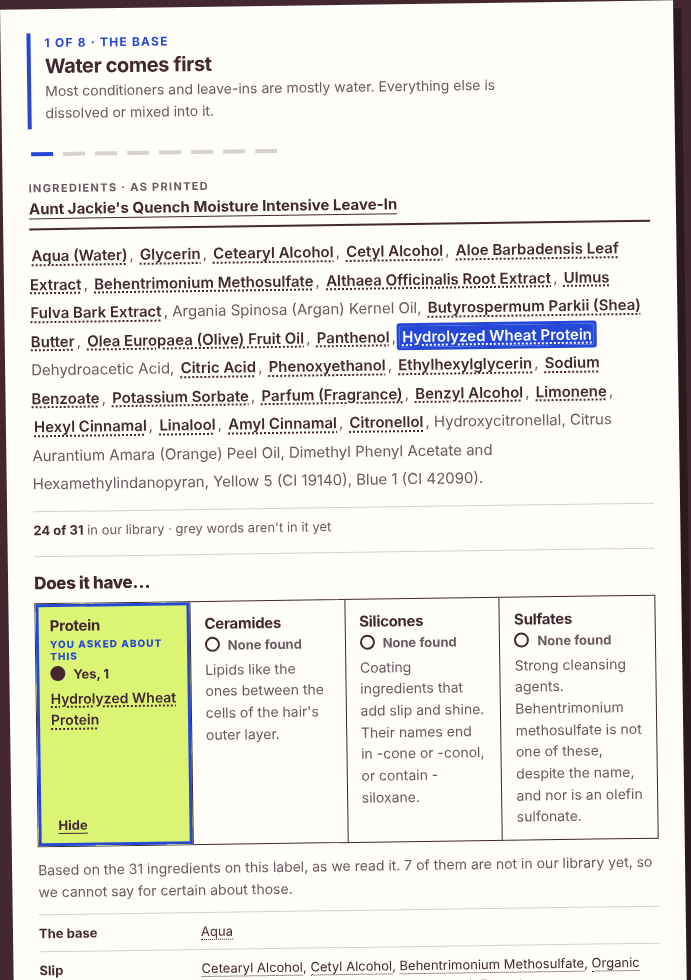 1 OF 8 · THE BASE
Water comes first
Most conditioners and leave-ins are mostly water. Everything else is
dissolved or mixed into it.
INGREDIENTS · AS PRINTED
Aunt Jackie's Quench Moisture Intensive Leave-In
Aqua (Water), Glycerin, Cetearyl Alcohol, Cetyl Alcohol, Aloe Barbadensis Leaf
Extract, Behentrimonium Methosulfate, Althaea Officinalis Root Extract, Ulmus
Fulva Bark Extract, Argania Spinosa (Argan) Kernel Oil, Butyrospermum Parkii (Shea)
Butter, Olea Europaea (Olive) Fruit Oil, Panthenol, Hydrolyzed Wheat Protein
Dehydroacetic Acid, Citric Acid, Phenoxyethanol, Ethylhexylglycerin, Sodium
Benzoate, Potassium Sorbate, Parfum (Fragrance), Benzyl Alcohol, Limonene,
Hexyl Cinnamal, Linalool, Amyl Cinnamal, Citronellol, Hydroxycitronellal, Citrus
Aurantium Amara (Orange) Peel Oil, Dimethyl Phenyl Acetate and
Hexamethylindanopyran, Yellow 5 (CI 19140), Blue 1 (CI 42090).
24 of 31 in our library · grey words aren't in it yet
Does it have...
Protein
YOU ASKED ABOUT
THIS
Yes, 1
Hydrolyzed Wheat
Protein
Hide
Ceramides
None found
Lipids like the
ones between the
cells of the hair's
outer layer.
Silicones
None found
Coating
ingredients that
add slip and shine.
Their names end
in -cone or -conol,
or contain -
siloxane.
Sulfates
None found
Strong cleansing
agents.
Behentrimonium
methosulfate is not
one of these,
despite the name,
and nor is an olefin
sulfonate.
Based on the 31 ingredients on this label, as we read it. 7 of them are not in our library yet, so
we cannot say for certain about those.
The base
Aqua
Slip
Cetearyl Alcohol, Cetyl Alcohol, Behentrimonium Methosulfate, Organic